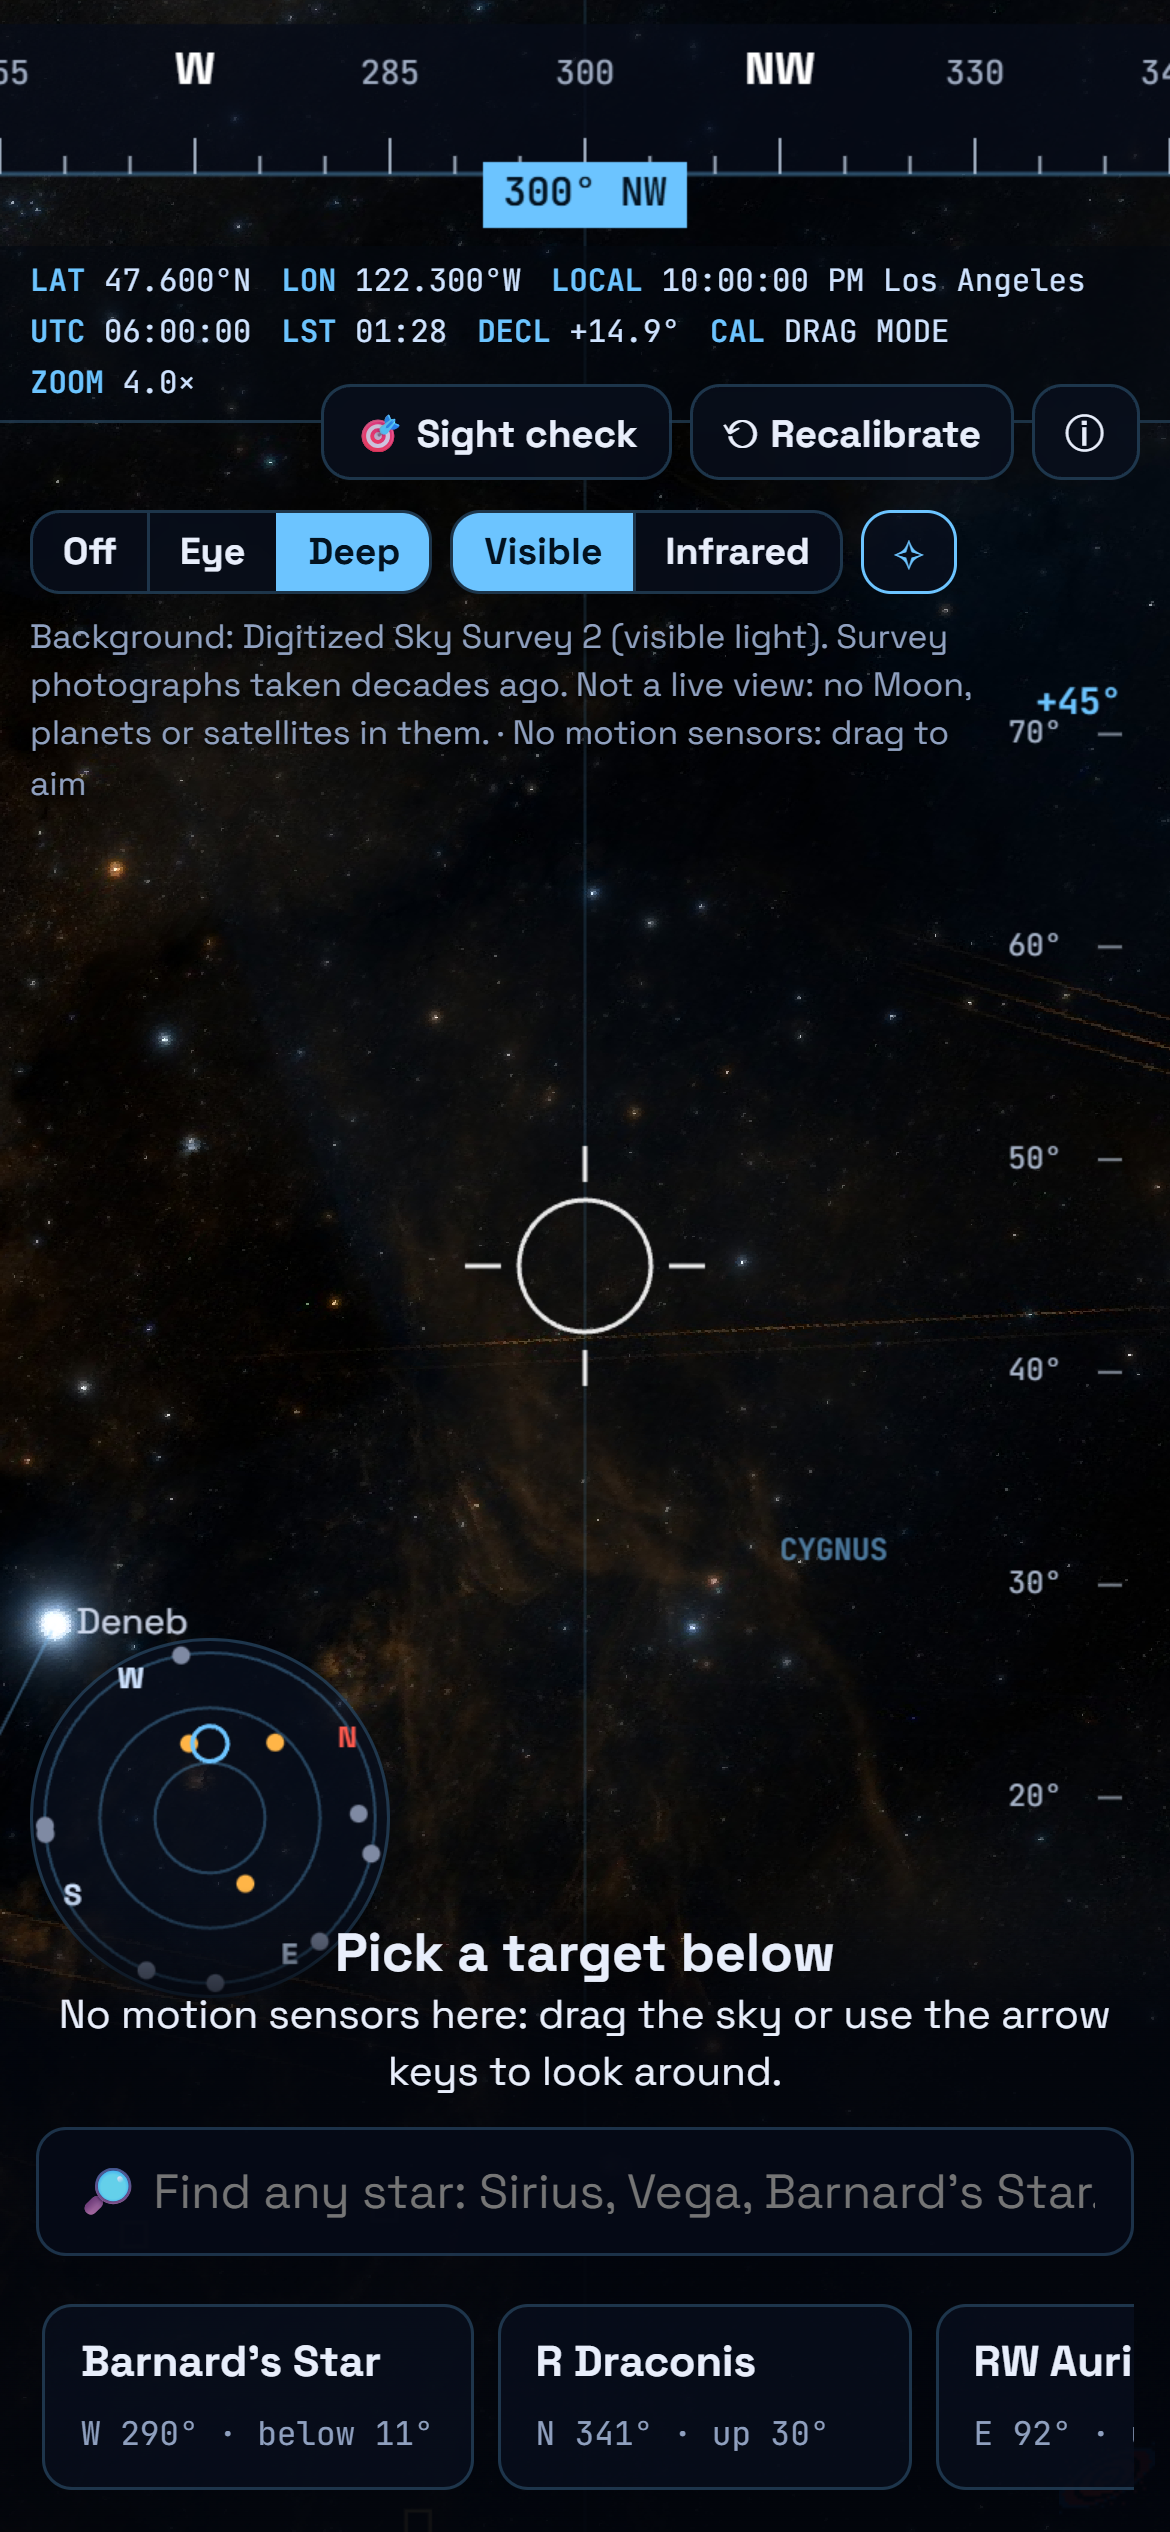 W 285 300 NW 330
300° NW
LAT 47.600°N LON 122.300°W LOCAL 10:00:00 PM Los Angeles
UTC 06:00:00 LST 01:28 DECL +14.9° CAL DRAG MODE
ZOOM 4.0×
Sight check
Recalibrate
Off Eye Deep Visible Infrared
Background: Digitized Sky Survey 2 (visible light). Survey
photographs taken decades ago. Not a live view: no Moon,
planets or satellites in them. · No motion sensors: drag to
aim
+45°
70°
60°
50°
40°
CYGNUS
30°
Deneb
W
N
20°
S
E
Pick a target below
No motion sensors here: drag the sky or use the arrow
keys to look around.
Find any star: Sirius, Vega, Barnard's Star.
Barnard's Star
W 290° · below 11°
R Draconis
N 341° · up 30°
RW Auri
E 92° ·